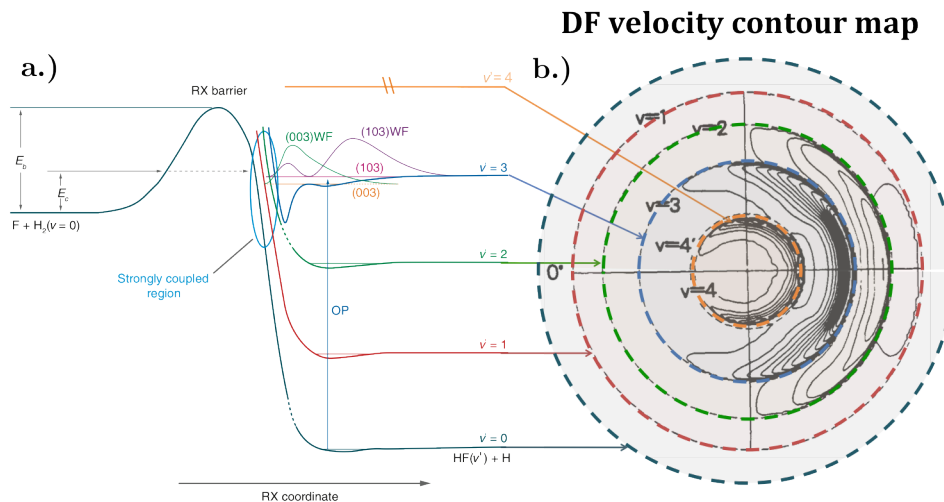 DF velocity contour map
a.)
b.)
RX barrier
v′ = 4
(003)WF
(103)WF
E_b
E_c
(103)
(003)
v′ = 3
F + H₂(v = 0)
Strongly coupled
region
v′ = 2
OP
v′ = 1
v′ = 0
HF(v′) + H
RX coordinate
v=1
v=2
v=3
v=4'
v=4
0°